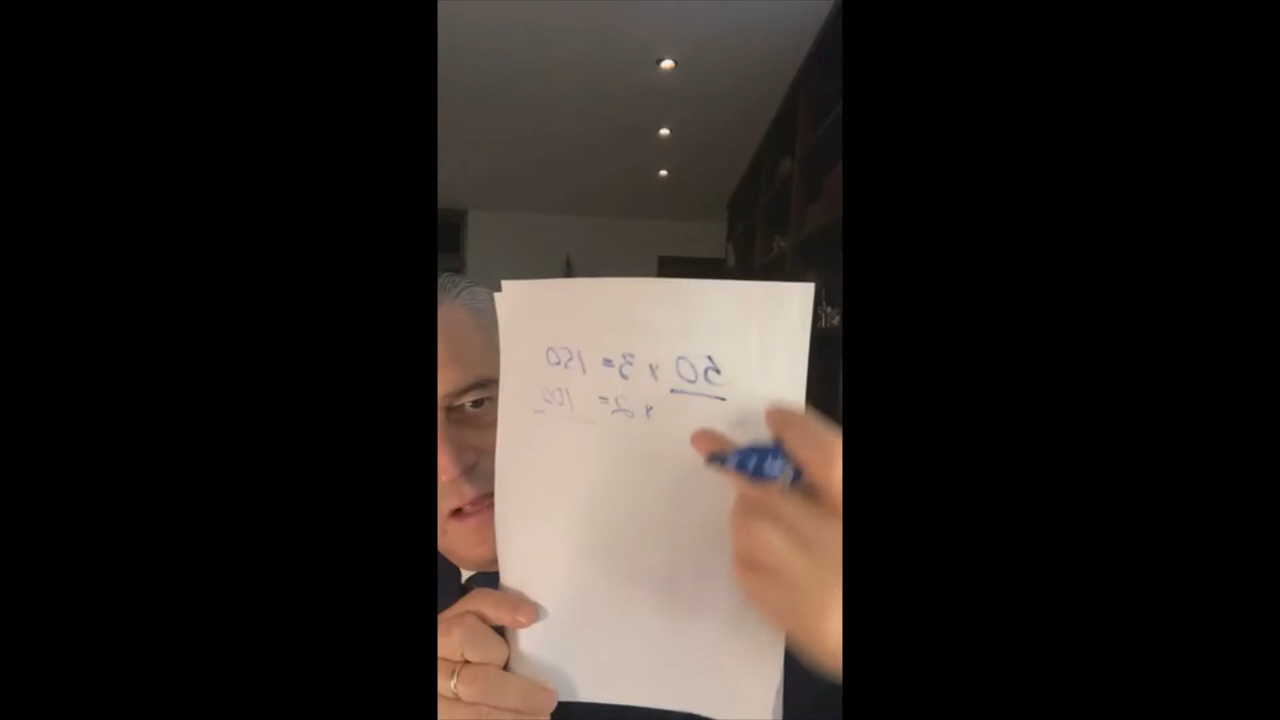 50 x 3 = 150
x 2 = 100